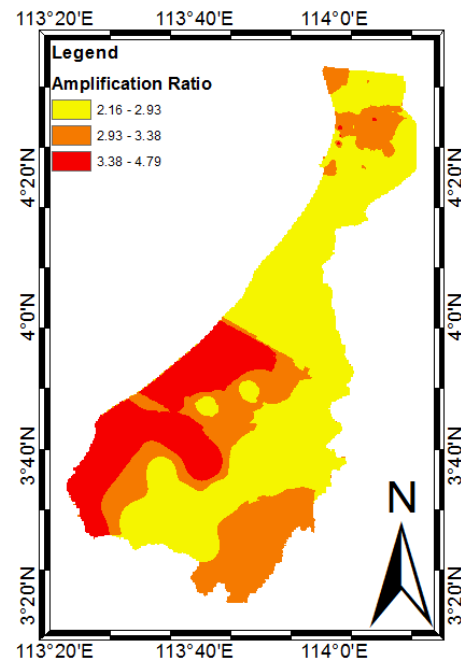 113°20'E 113°40'E 114°0'E
Legend
Amplification Ratio
2.16 - 2.93
2.93 - 3.38
3.38 - 4.79
4°20'N 4°20'N
4°0'N 4°0'N
3°40'N 3°40'N
3°20'N 3°20'N
N
113°20'E 113°40'E 114°0'E